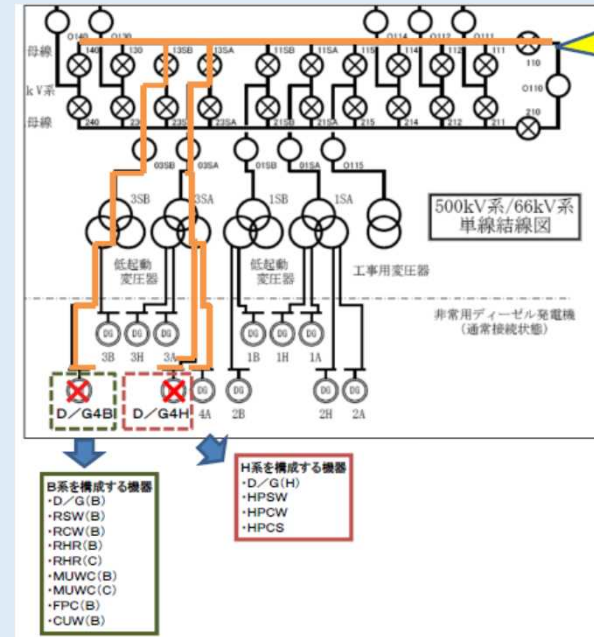 O140
O130
O114
O112
O111
母線
140
130
13SB
13SA
11SB
11SA
115
114
112
111
110
kV系
O110
母線
240
23SA
21SB
21SA
215
214
212
211
210
O3SB
O3SA
O1SB
O1SA
O115
3SB
3SA
1SB
1SA
500kV系/66kV系
単線結線図
低起動
変圧器
低起動
変圧器
工事用変圧器
非常用ディーゼル発電機
(通常接続状態)
DG
DG
DG
DG
DG
DG
3B
3H
3A
1B
1H
1A
DG
DG
DG
DG
D/G4B
D/G4H
4A
2B
2H
2A
B系を構成する機器
・D/G(B)
・RSW(B)
・RCW(B)
・RHR(B)
・RHR(C)
・MUWC(B)
・MUWC(C)
・FPC(B)
・CUW(B)
H系を構成する機器
・D/G(H)
・HPSW
・HPCW
・HPCS